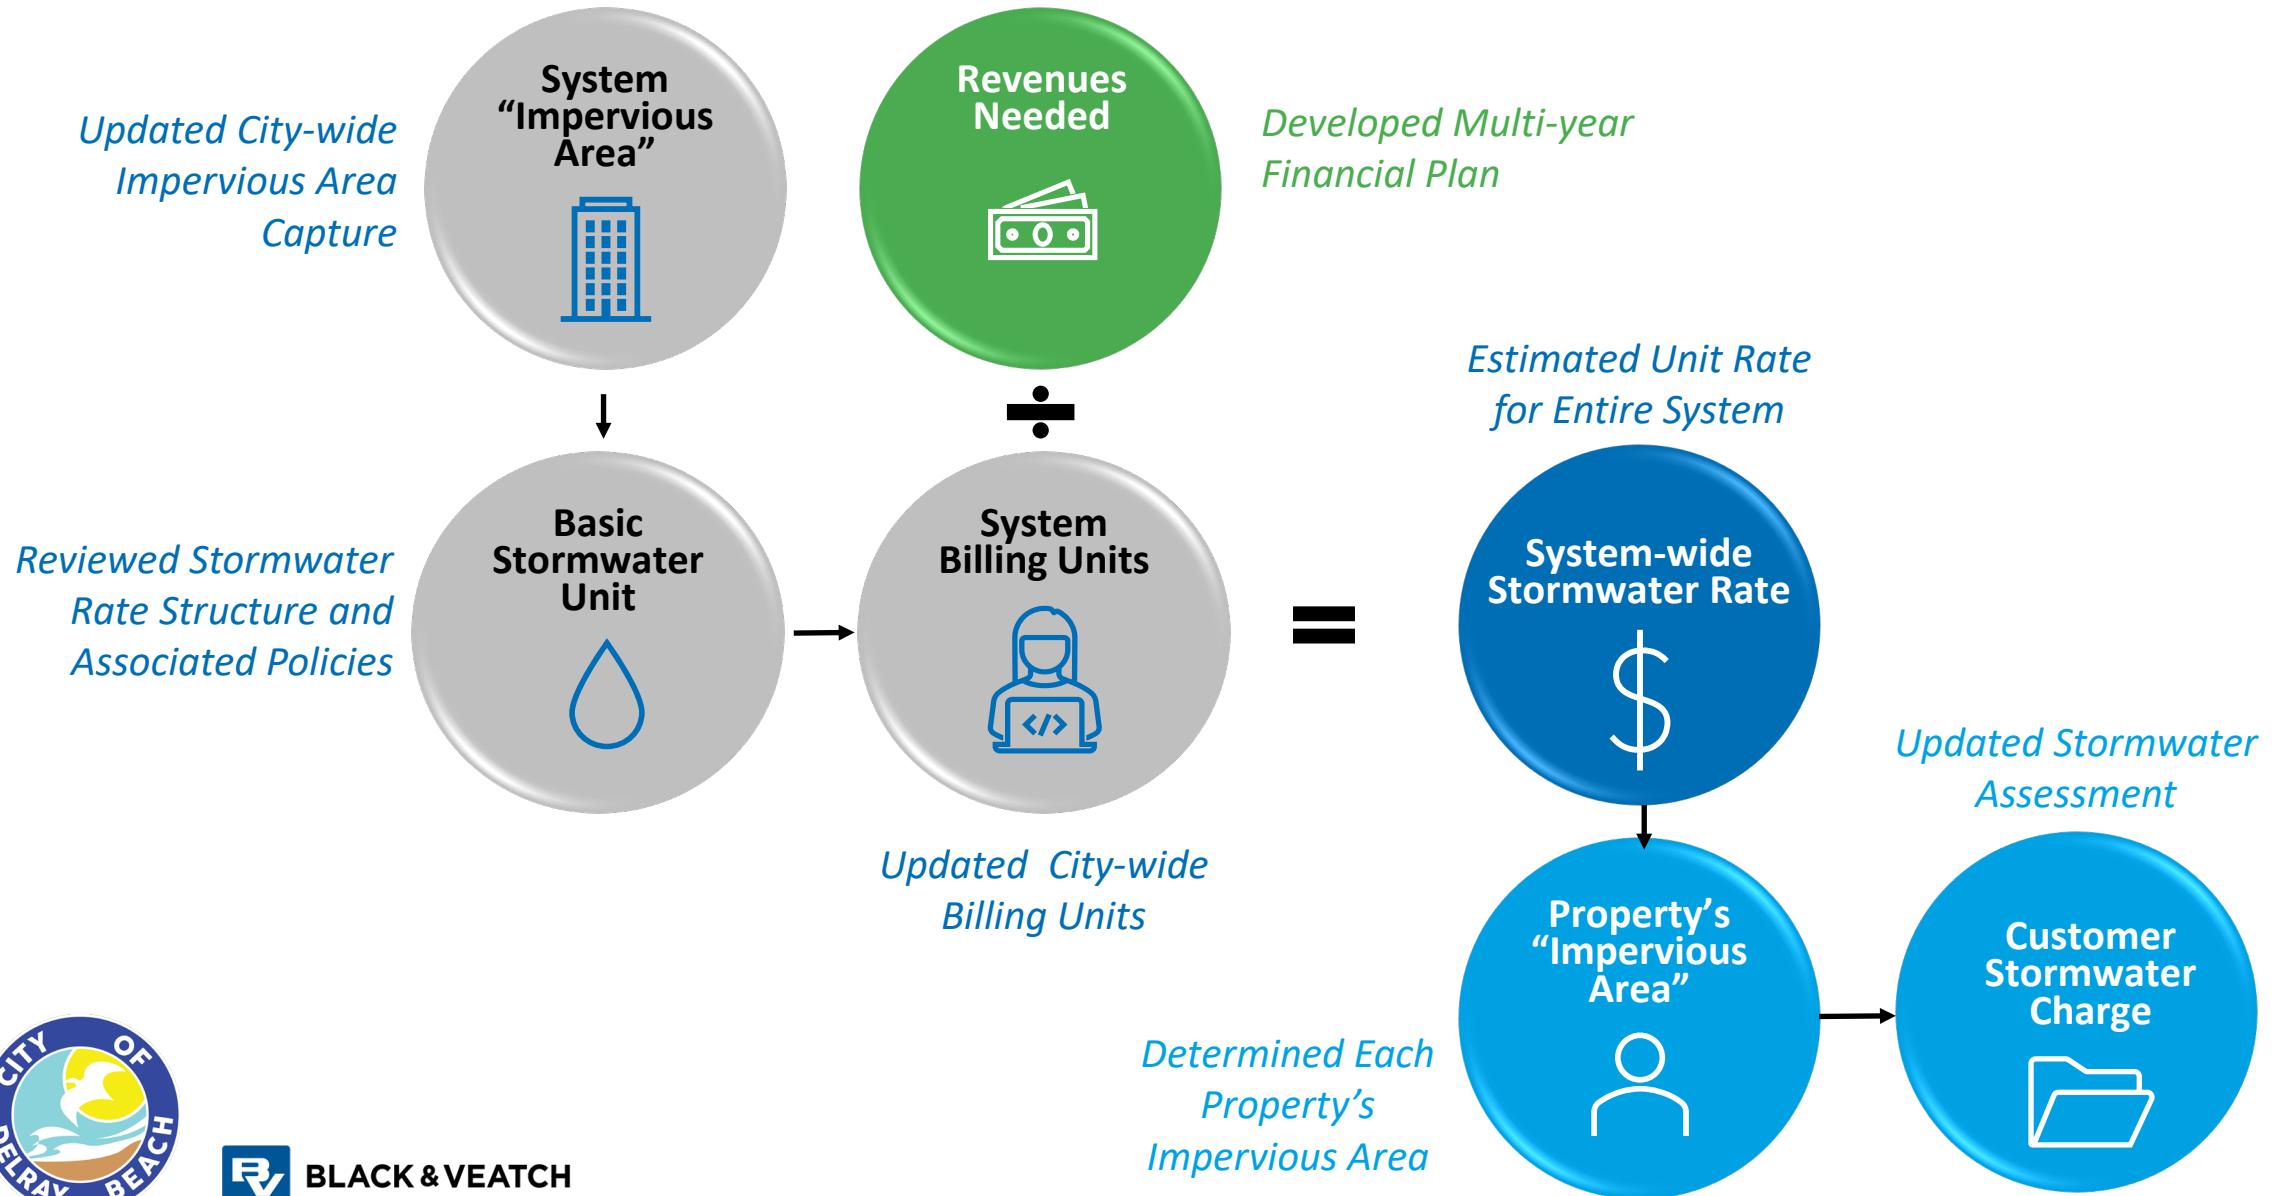 System
“Impervious
Area”
Updated City-wide
Impervious Area
Capture
Revenues
Needed
Developed Multi-year
Financial Plan
÷
Basic
Stormwater
Unit
Reviewed Stormwater
Rate Structure and
Associated Policies
System
Billing Units
</>
Updated City-wide
Billing Units
=
Estimated Unit Rate
for Entire System
System-wide
Stormwater Rate
$
Property’s
“Impervious
Area”
Determined Each
Property’s
Impervious Area
Updated Stormwater
Assessment
Customer
Stormwater
Charge
CITY OF
DELRAY BEACH
BV
BLACK & VEATCH